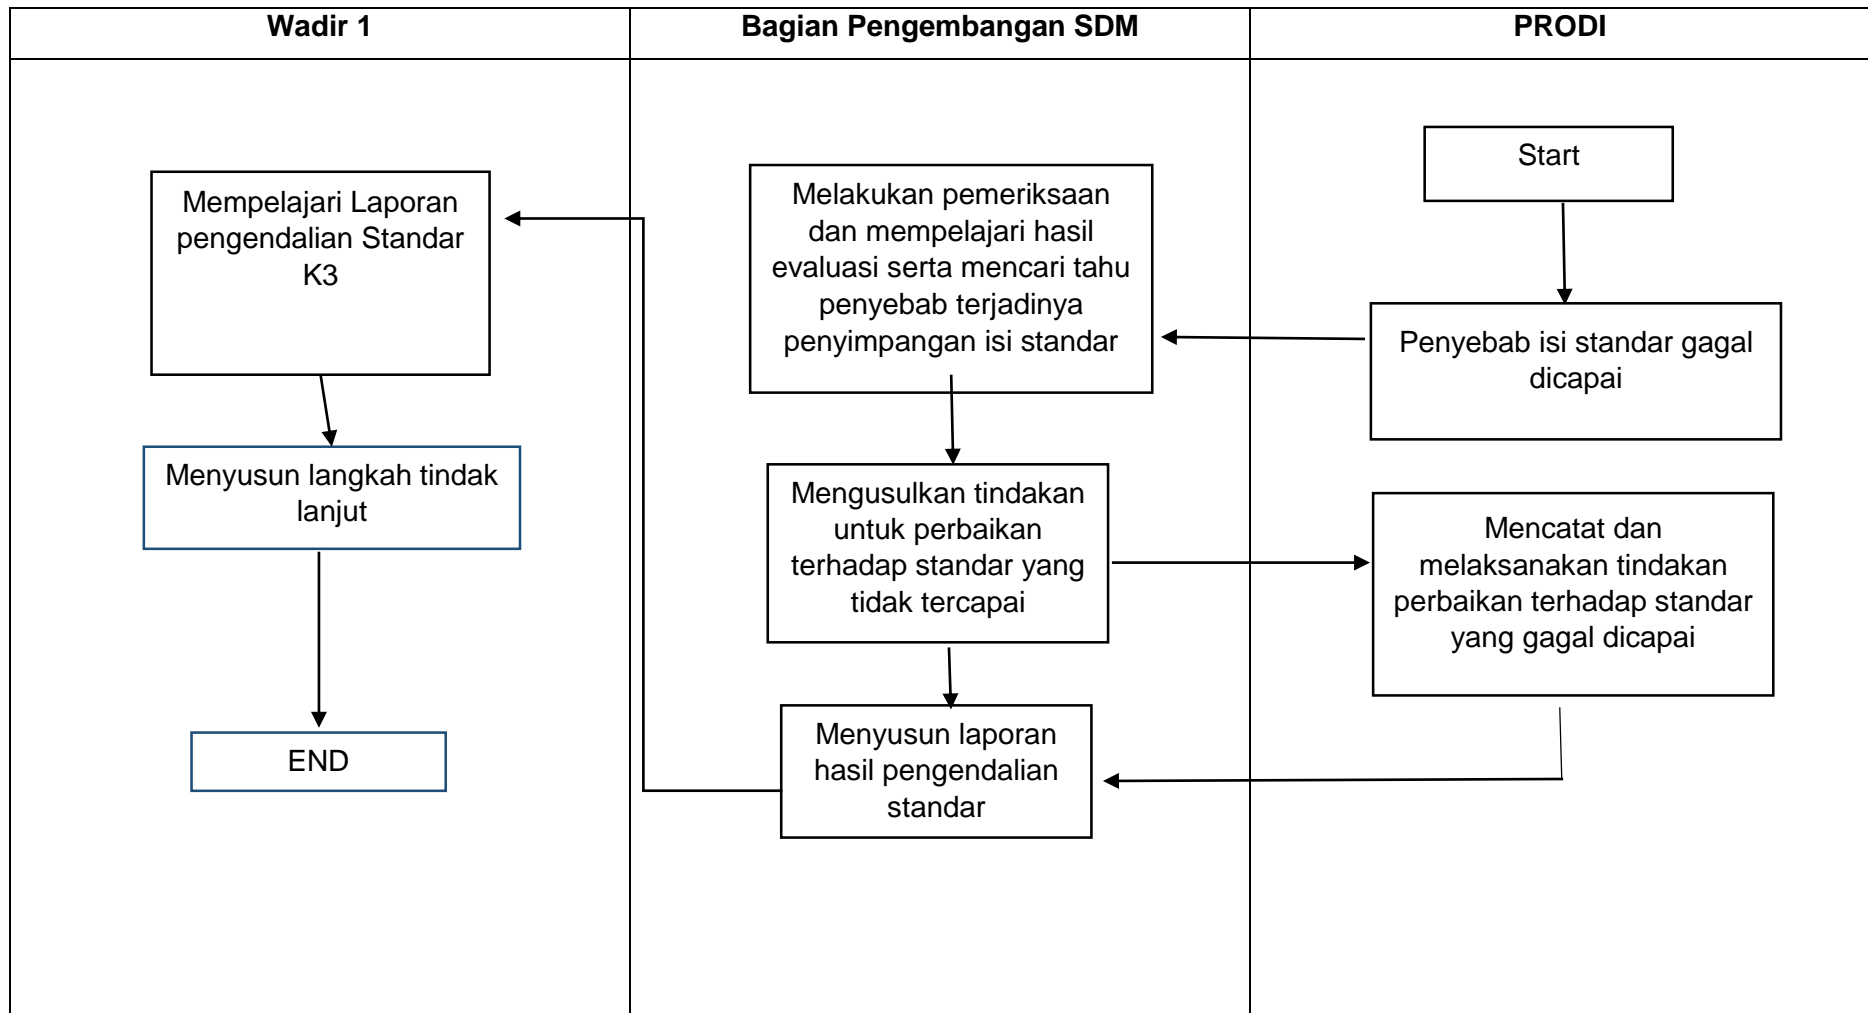 Wadir 1
Bagian Pengembangan SDM
PRODI
Mempelajari Laporan
pengendalian Standar
K3
Menyusun langkah tindak
lanjut
END
Melakukan pemeriksaan
dan mempelajari hasil
evaluasi serta mencari tahu
penyebab terjadinya
penyimpangan isi standar
Mengusulkan tindakan
untuk perbaikan
terhadap standar yang
tidak tercapai
Menyusun laporan
hasil pengendalian
standar
Start
Penyebab isi standar gagal
dicapai
Mencatat dan
melaksanakan tindakan
perbaikan terhadap standar
yang gagal dicapai